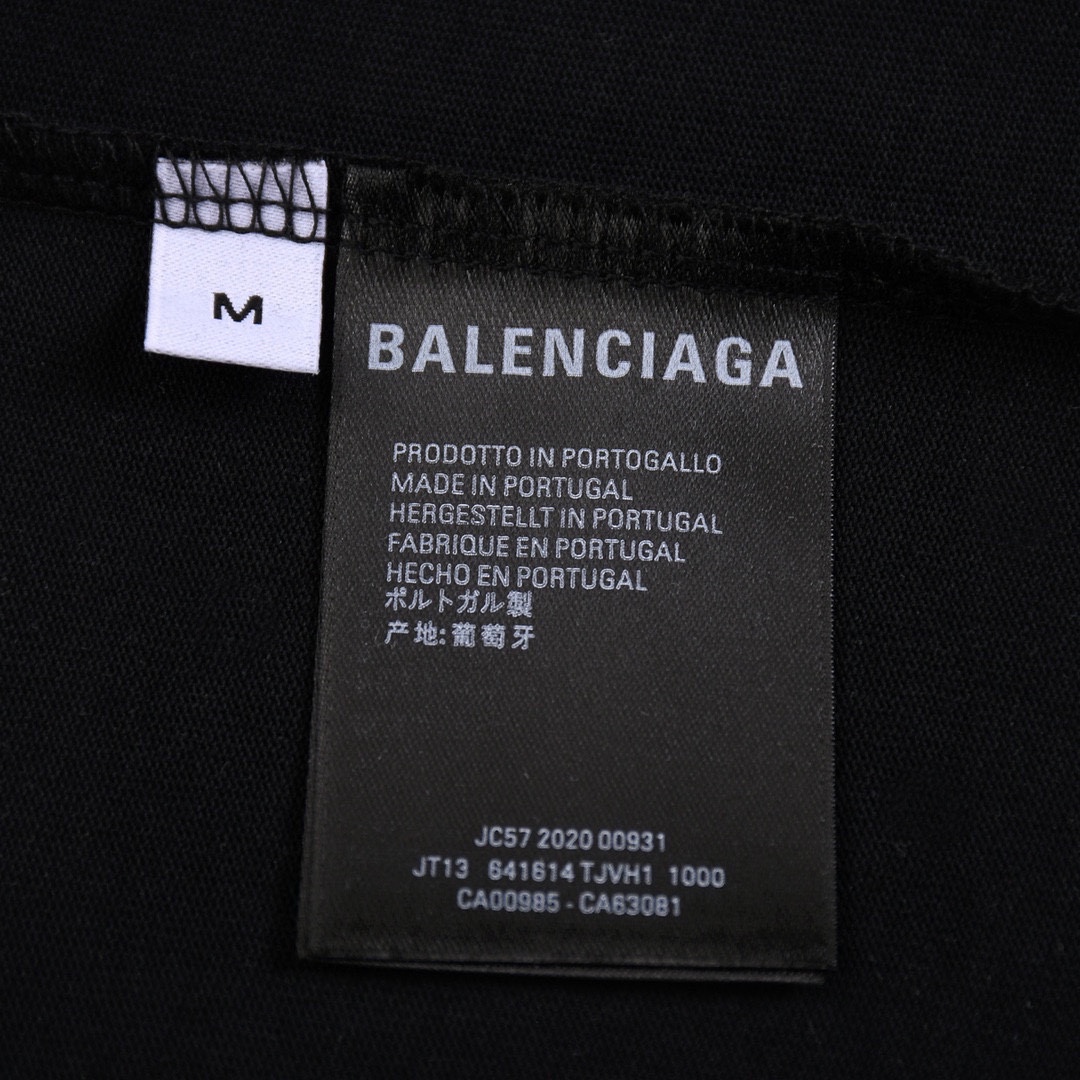 M
BALENCIAGA
PRODOTTO IN PORTOGALLO
MADE IN PORTUGAL
HERGESTELLT IN PORTUGAL
FABRIQUE EN PORTUGAL
HECHO EN PORTUGAL
ポルトガル製
产地:葡萄牙
JC57 2020 00931
JT13 641614 TJVH1 1000
CA00985 - CA63081